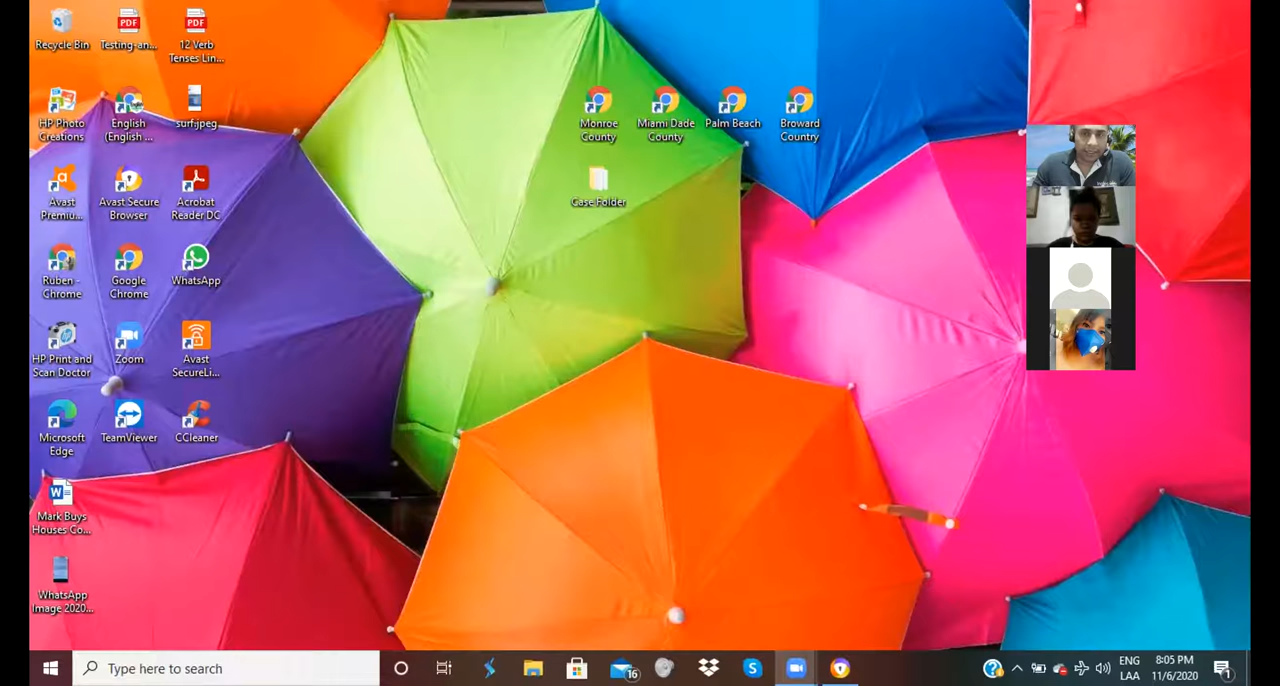 Recycle Bin
Testing-an...
12 Verb
Tenses Lin...
HP Photo
Creations
English
(English ...
surf.jpeg
Monroe
County
Miami Dade
County
Palm Beach
Broward
Country
Avast
Premiu...
Avast Secure
Browser
Acrobat
Reader DC
Case Folder
Ruben -
Chrome
Google
Chrome
WhatsApp
HP Print and
Scan Doctor
Zoom
Avast
SecureLi...
Microsoft
Edge
TeamViewer
CCleaner
Mark Buys
Houses Co...
WhatsApp
Image 2020...
Type here to search
16
ENG
LAA
8:05 PM
11/6/2020
1